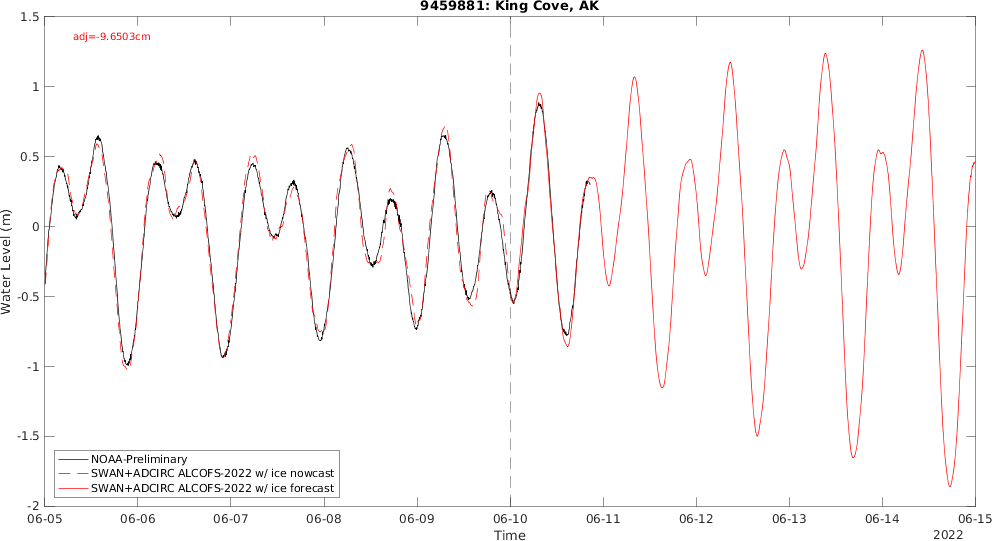 9459881: King Cove, AK
adj=-9.6503cm
1.5
1
0.5
0
-0.5
-1
-1.5
-2
Water Level (m)
NOAA-Preliminary
SWAN+ADCIRC ALCOFS-2022 w/ ice nowcast
SWAN+ADCIRC ALCOFS-2022 w/ ice forecast
06-05 06-06 06-07 06-08 06-09 06-10 06-11 06-12 06-13 06-14 06-15
Time
2022